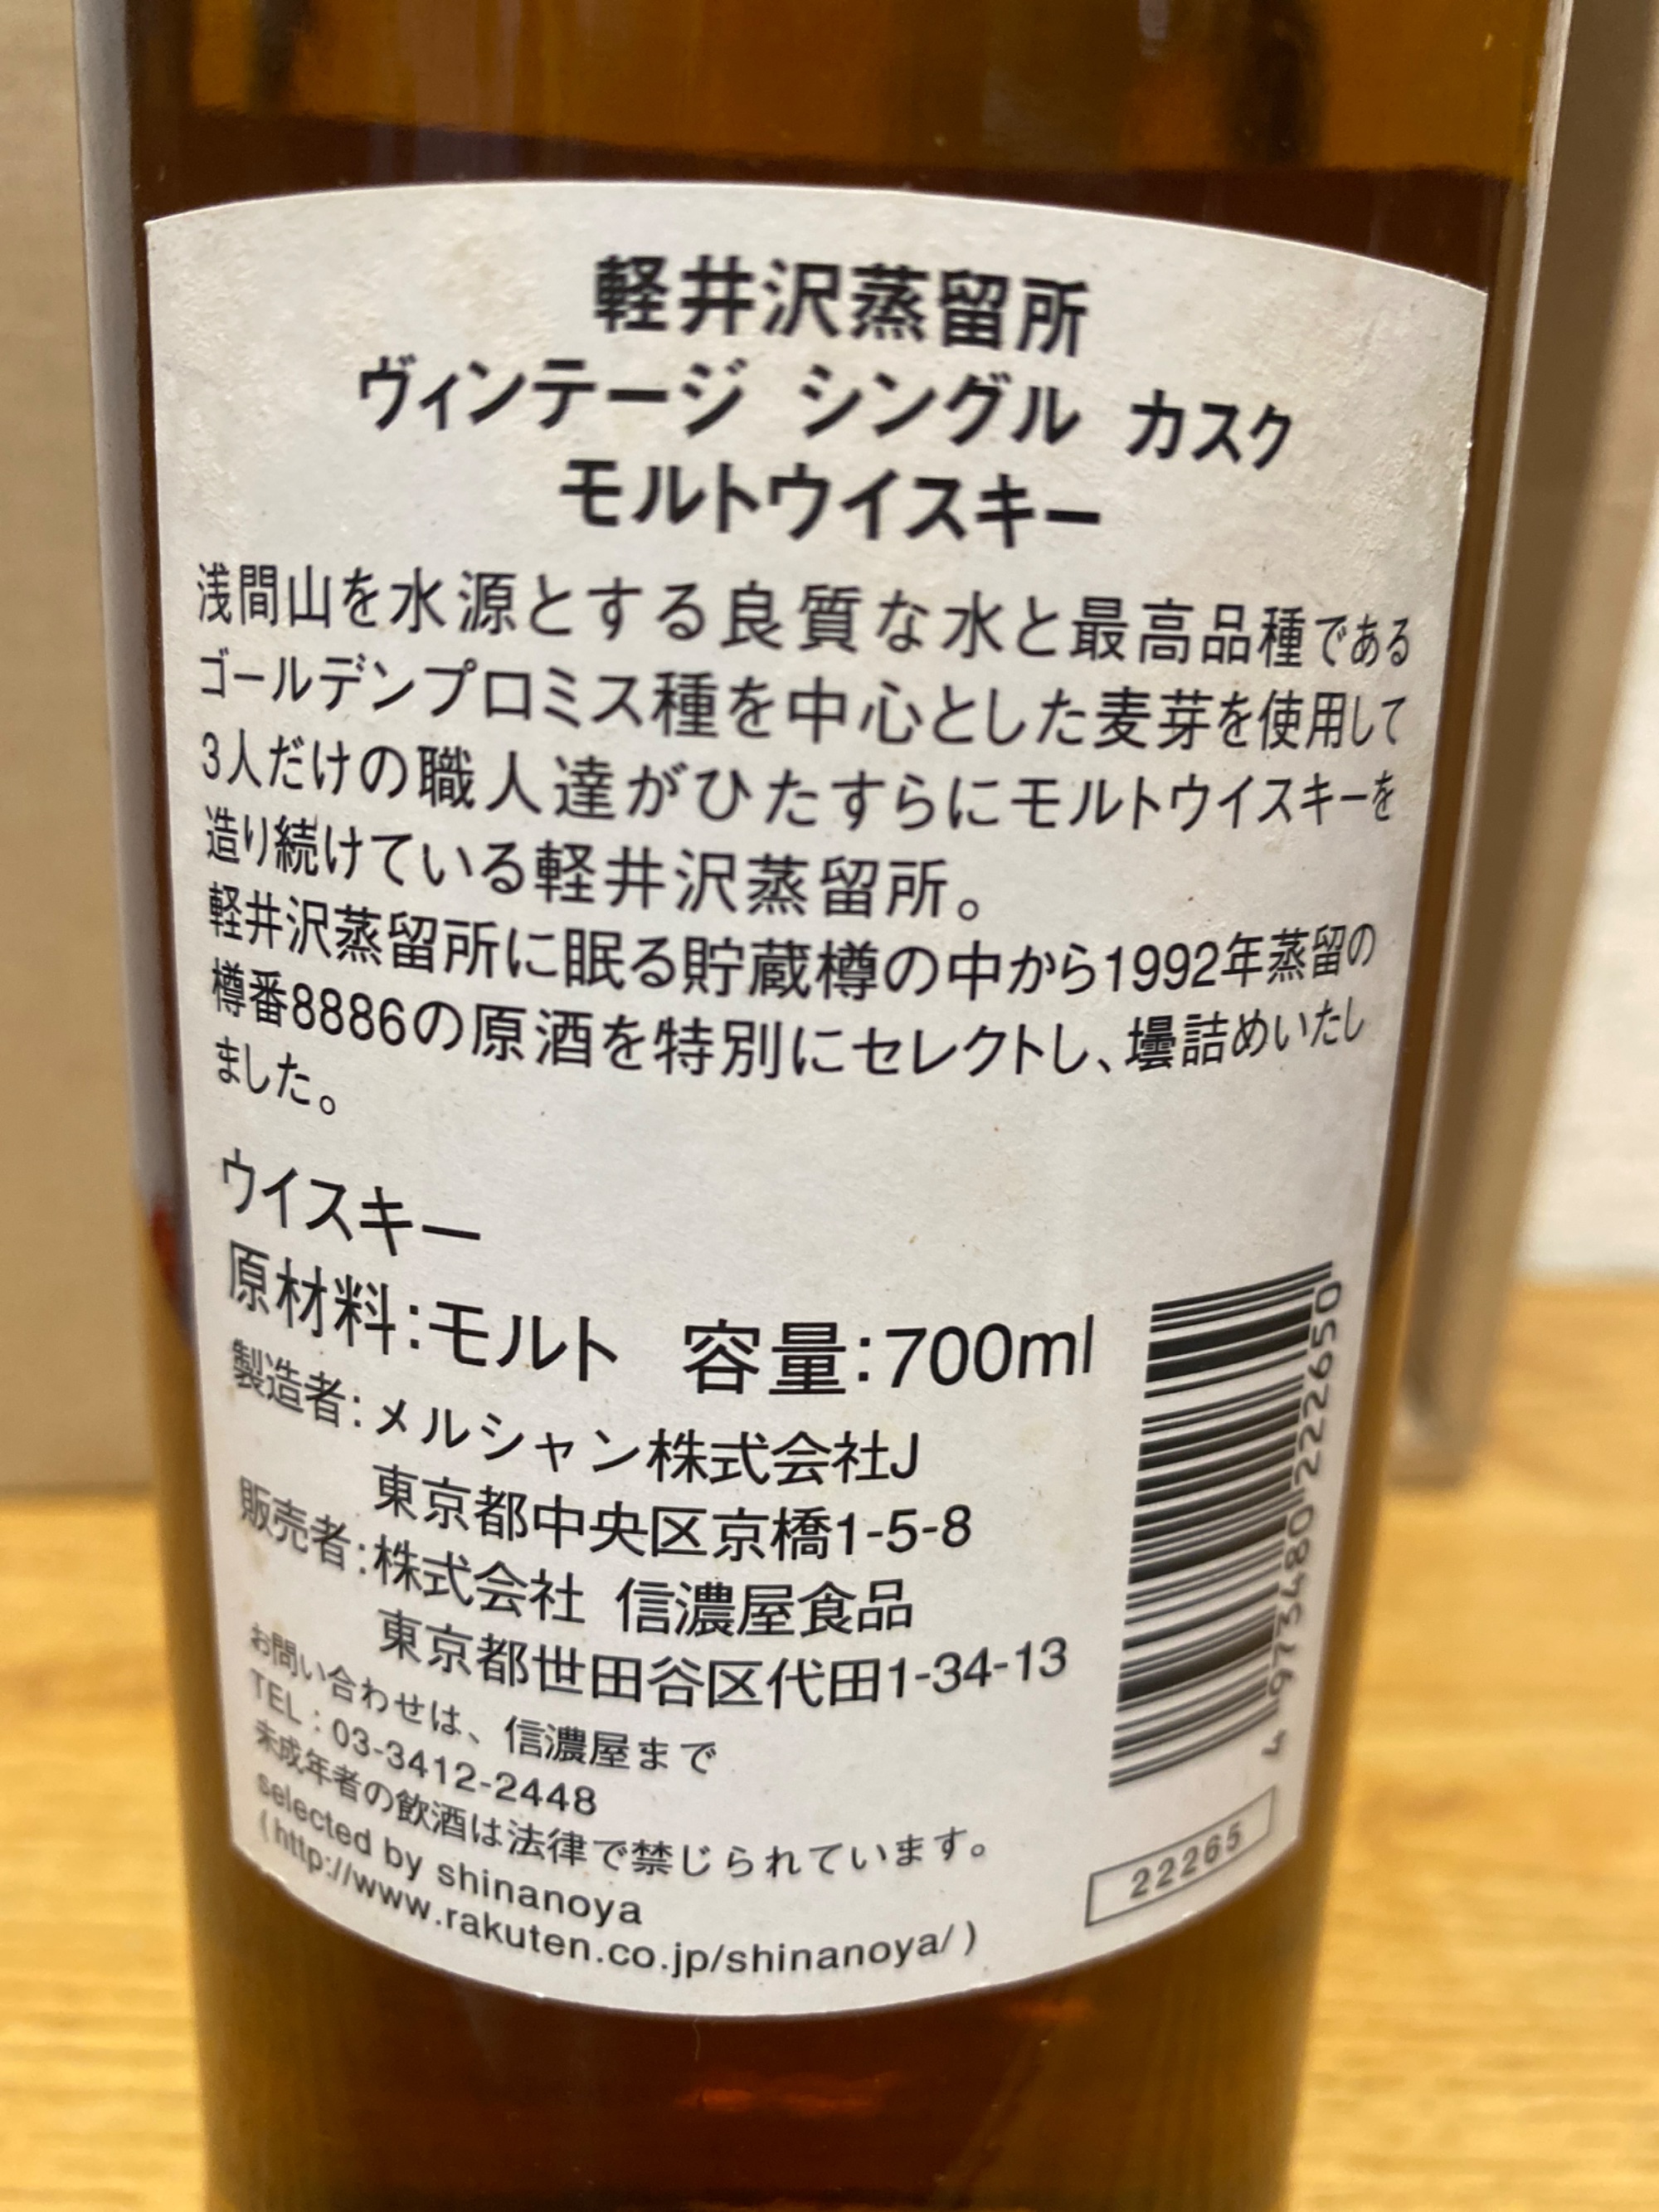 軽井沢蒸留所
ヴィンテージ シングル カスク
モルトウイスキー
浅間山を水源とする良質な水と最高品種である
ゴールデンプロミス種を中心とした麦芽を使用して
3人だけの職人達がひたすらにモルトウイスキーを
造り続けている軽井沢蒸留所。
軽井沢蒸留所に眠る貯蔵樽の中から1992年蒸留の
樽番8886の原酒を特別にセレクトし、壜詰めいたし
ました。
ウイスキー
原材料:モルト 容量:700ml
製造者:メルシャン株式会社J
東京都中央区京橋1-5-8
販売者:株式会社 信濃屋食品
東京都世田谷区代田1-34-13
お問い合わせは、信濃屋まで
TEL:03-3412-2448
未成年者の飲酒は法律で禁じられています。
selected by shinanoya
(http://www.rakuten.co.jp/shinanoya/)
4 973480 222650
22265